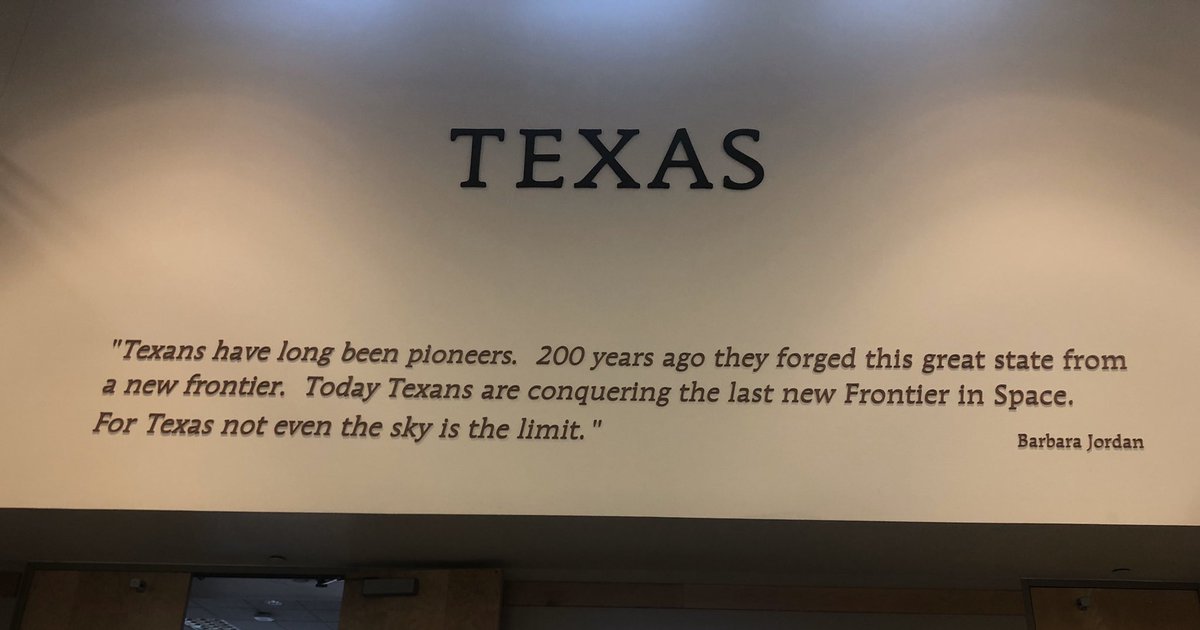 TEXAS
"Texans have long been pioneers. 200 years ago they forged this great state from
a new frontier. Today Texans are conquering the last new Frontier in Space.
For Texas not even the sky is the limit."
Barbara Jordan